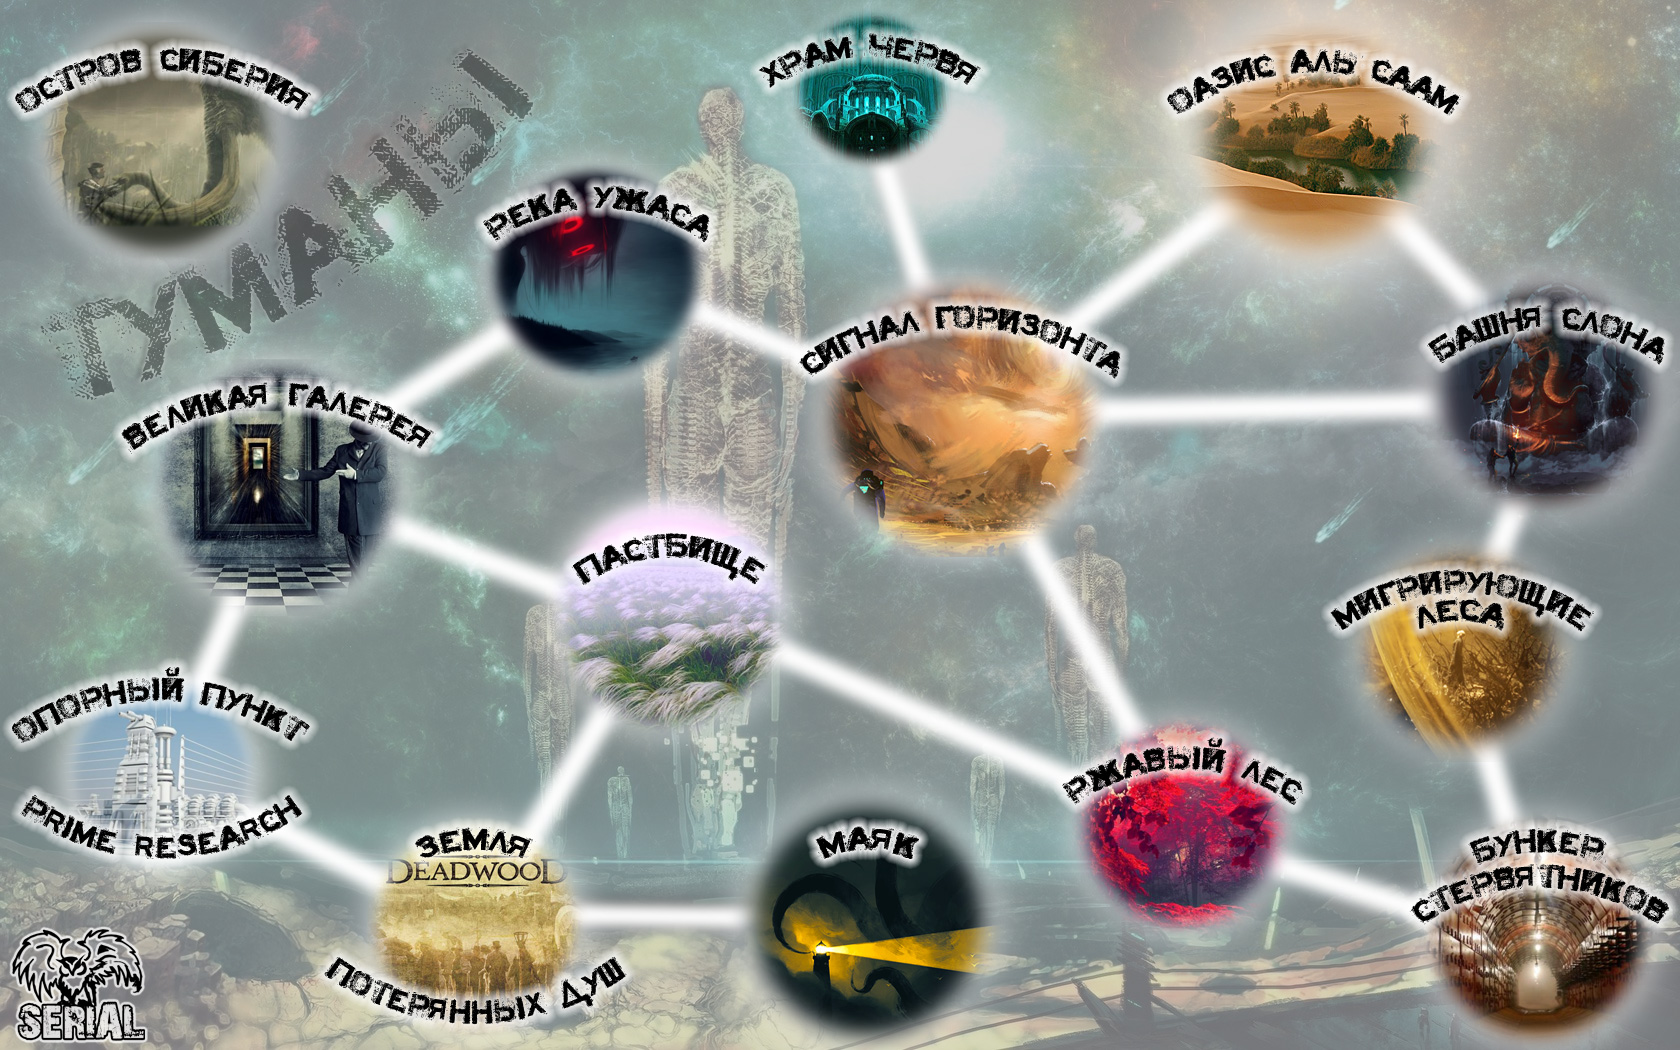 ОСТРОВ СИБЕРИЯ
ТУМАНЫ
ХРАМ ЧЕРВЯ
ОАЗИС АЛЬ СААМ
РЕКА УЖАСА
СИГНАЛ ГОРИЗОНТА
БАШНЯ СЛОНА
ВЕЛИКАЯ ГАЛЕРЕЯ
ПАСТБИЩЕ
МИГРИРУЮЩИЕ
ЛЕСА
ОПОРНЫЙ ПУНКТ
PRIME RESEARCH
РЖАВЫЙ ЛЕС
ЗЕМЛЯ
DEADWOOD
ПОТЕРЯННЫХ ДУШ
МАЯК
БУНКЕР
СТЕРВЯТНИКОВ
SERIAL